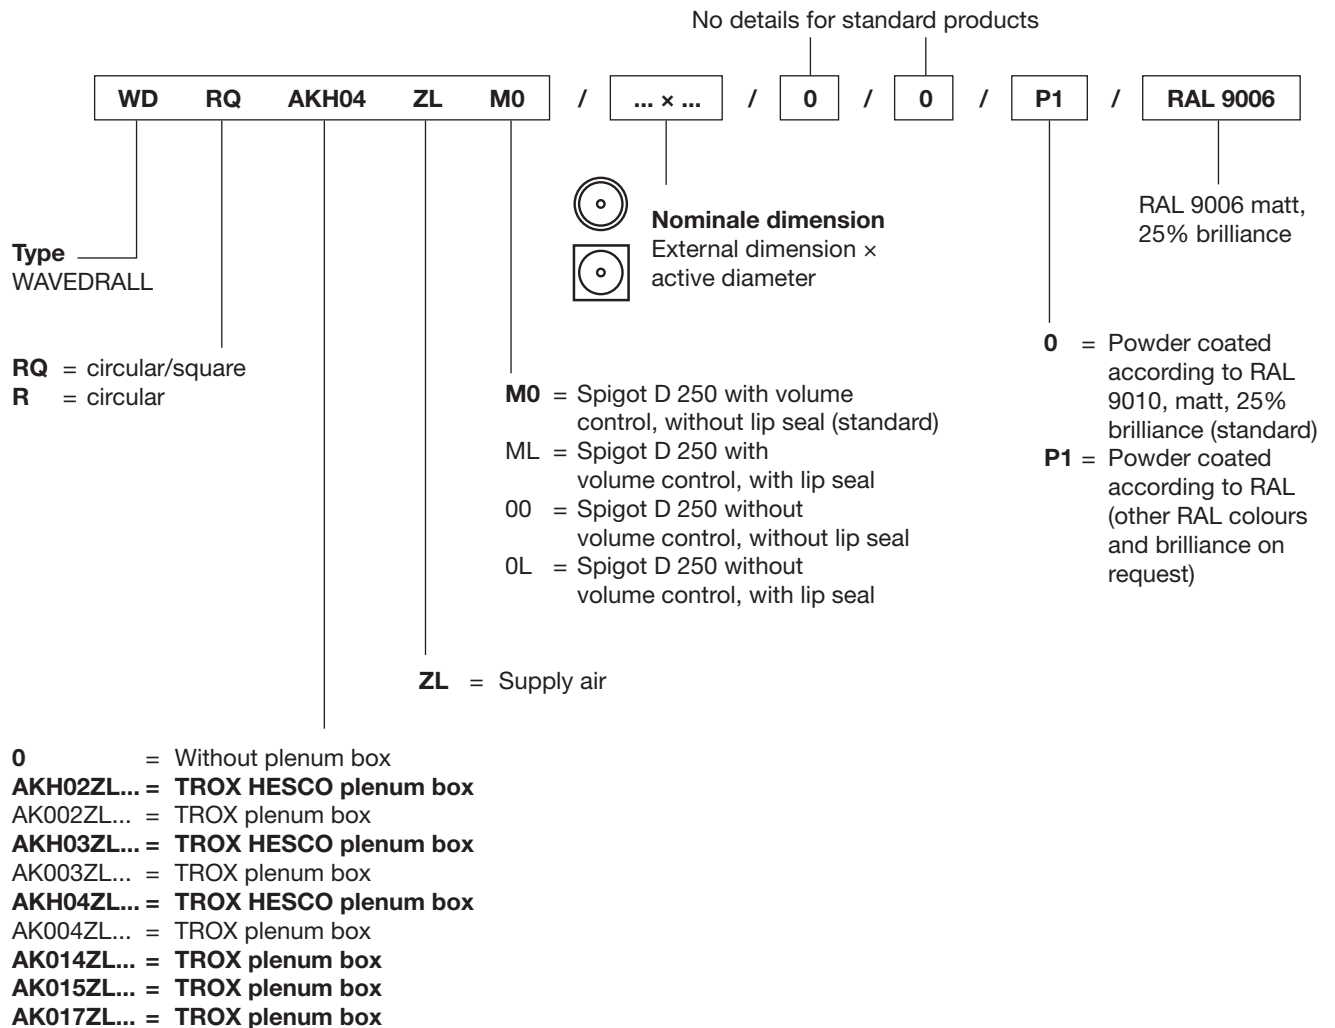 No details for standard products
WD RQ AKH04 ZL M0 / ... × ... / 0 / 0 / P1 / RAL 9006
Nominale dimension
External dimension ×
active diameter
RAL 9006 matt,
25% brilliance
Type
WAVEDRALL
RQ = circular/square
R = circular
M0 = Spigot D 250 with volume
control, without lip seal (standard)
ML = Spigot D 250 with
volume control, with lip seal
00 = Spigot D 250 without
volume control, without lip seal
0L = Spigot D 250 without
volume control, with lip seal
0 = Powder coated
according to RAL
9010, matt, 25%
brilliance (standard)
P1 = Powder coated
according to RAL
(other RAL colours
and brilliance on
request)
ZL = Supply air
0 = Without plenum box
AKH02ZL... = TROX HESCO plenum box
AK002ZL... = TROX plenum box
AKH03ZL... = TROX HESCO plenum box
AK003ZL... = TROX plenum box
AKH04ZL... = TROX HESCO plenum box
AK004ZL... = TROX plenum box
AK014ZL... = TROX plenum box
AK015ZL... = TROX plenum box
AK017ZL... = TROX plenum box